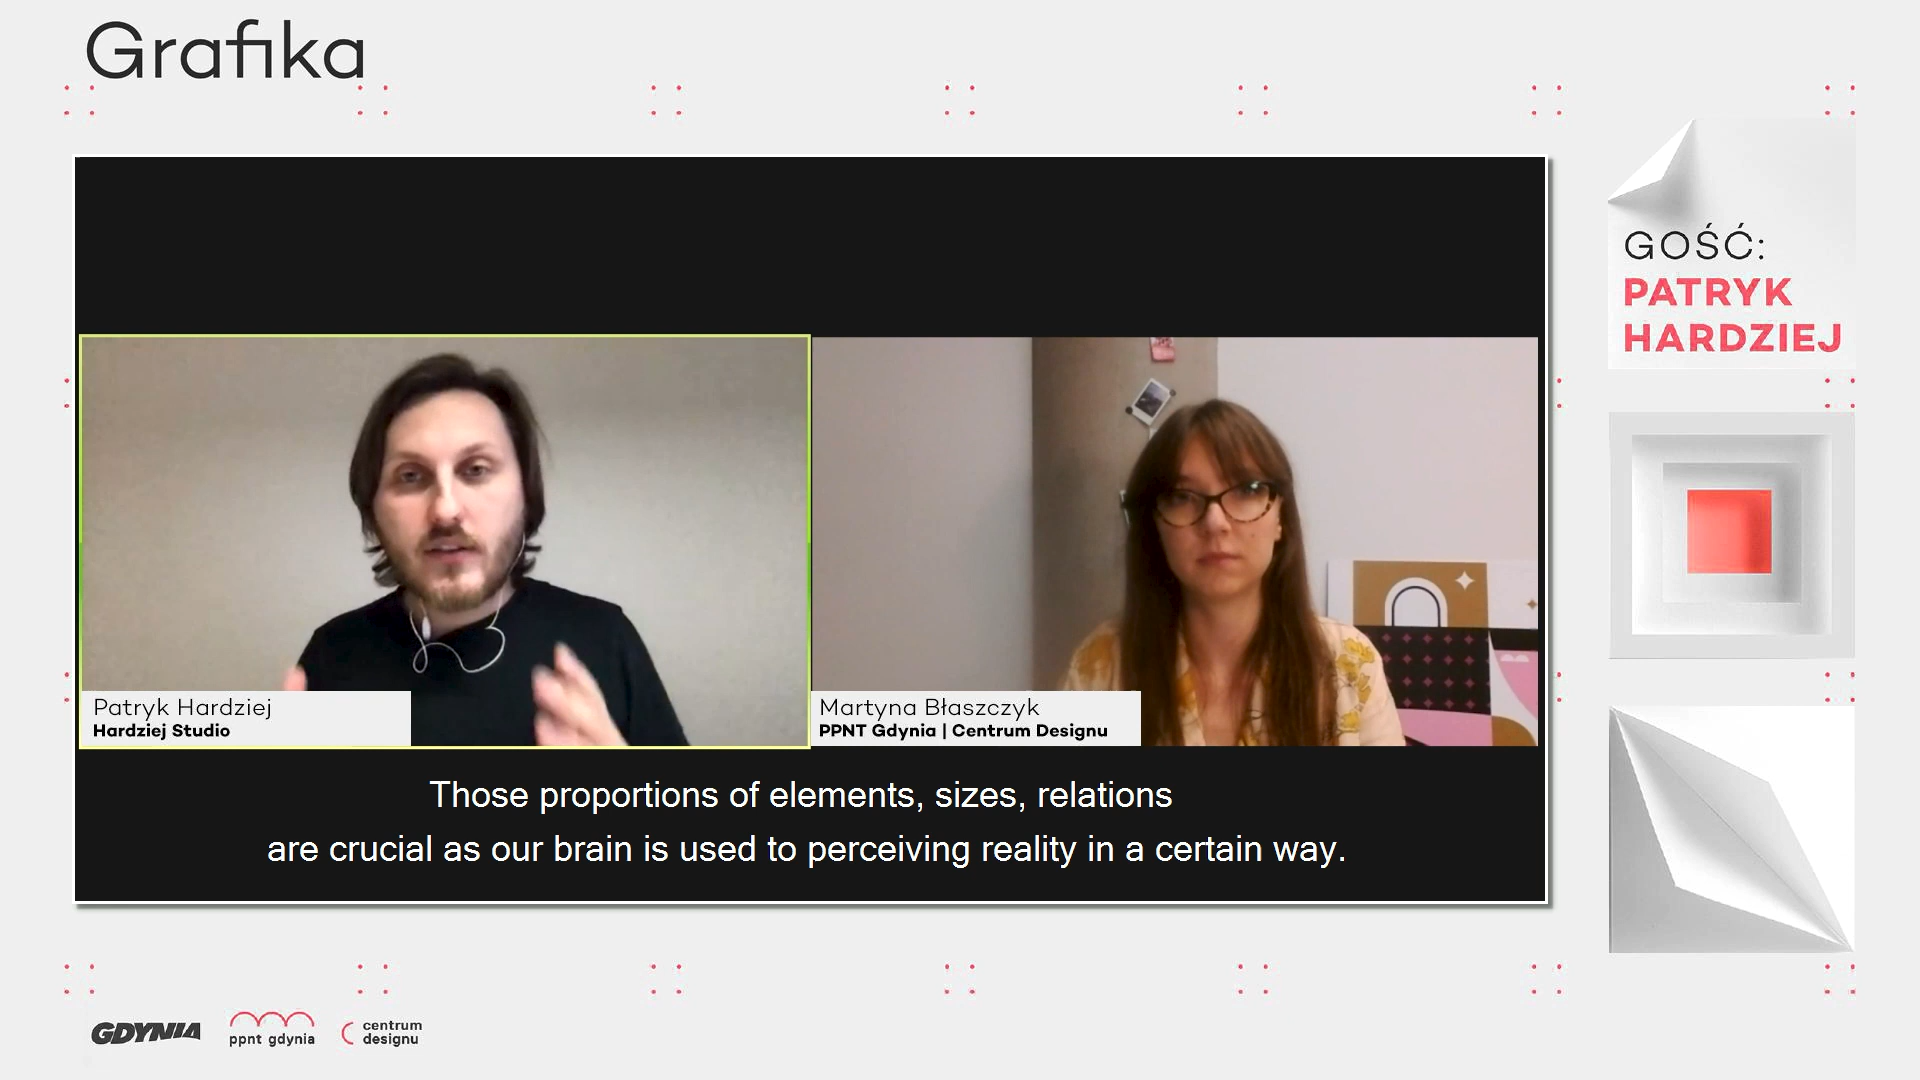 Grafika
GOŚĆ:
PATRYK
HARDZIEJ
Patryk Hardziej
Hardziej Studio
Martyna Błaszczyk
PPNT Gdynia | Centrum Designu
Those proportions of elements, sizes, relations
are crucial as our brain is used to perceiving reality in a certain way.
GDYNIA
ppnt gdynia
centrum
designu